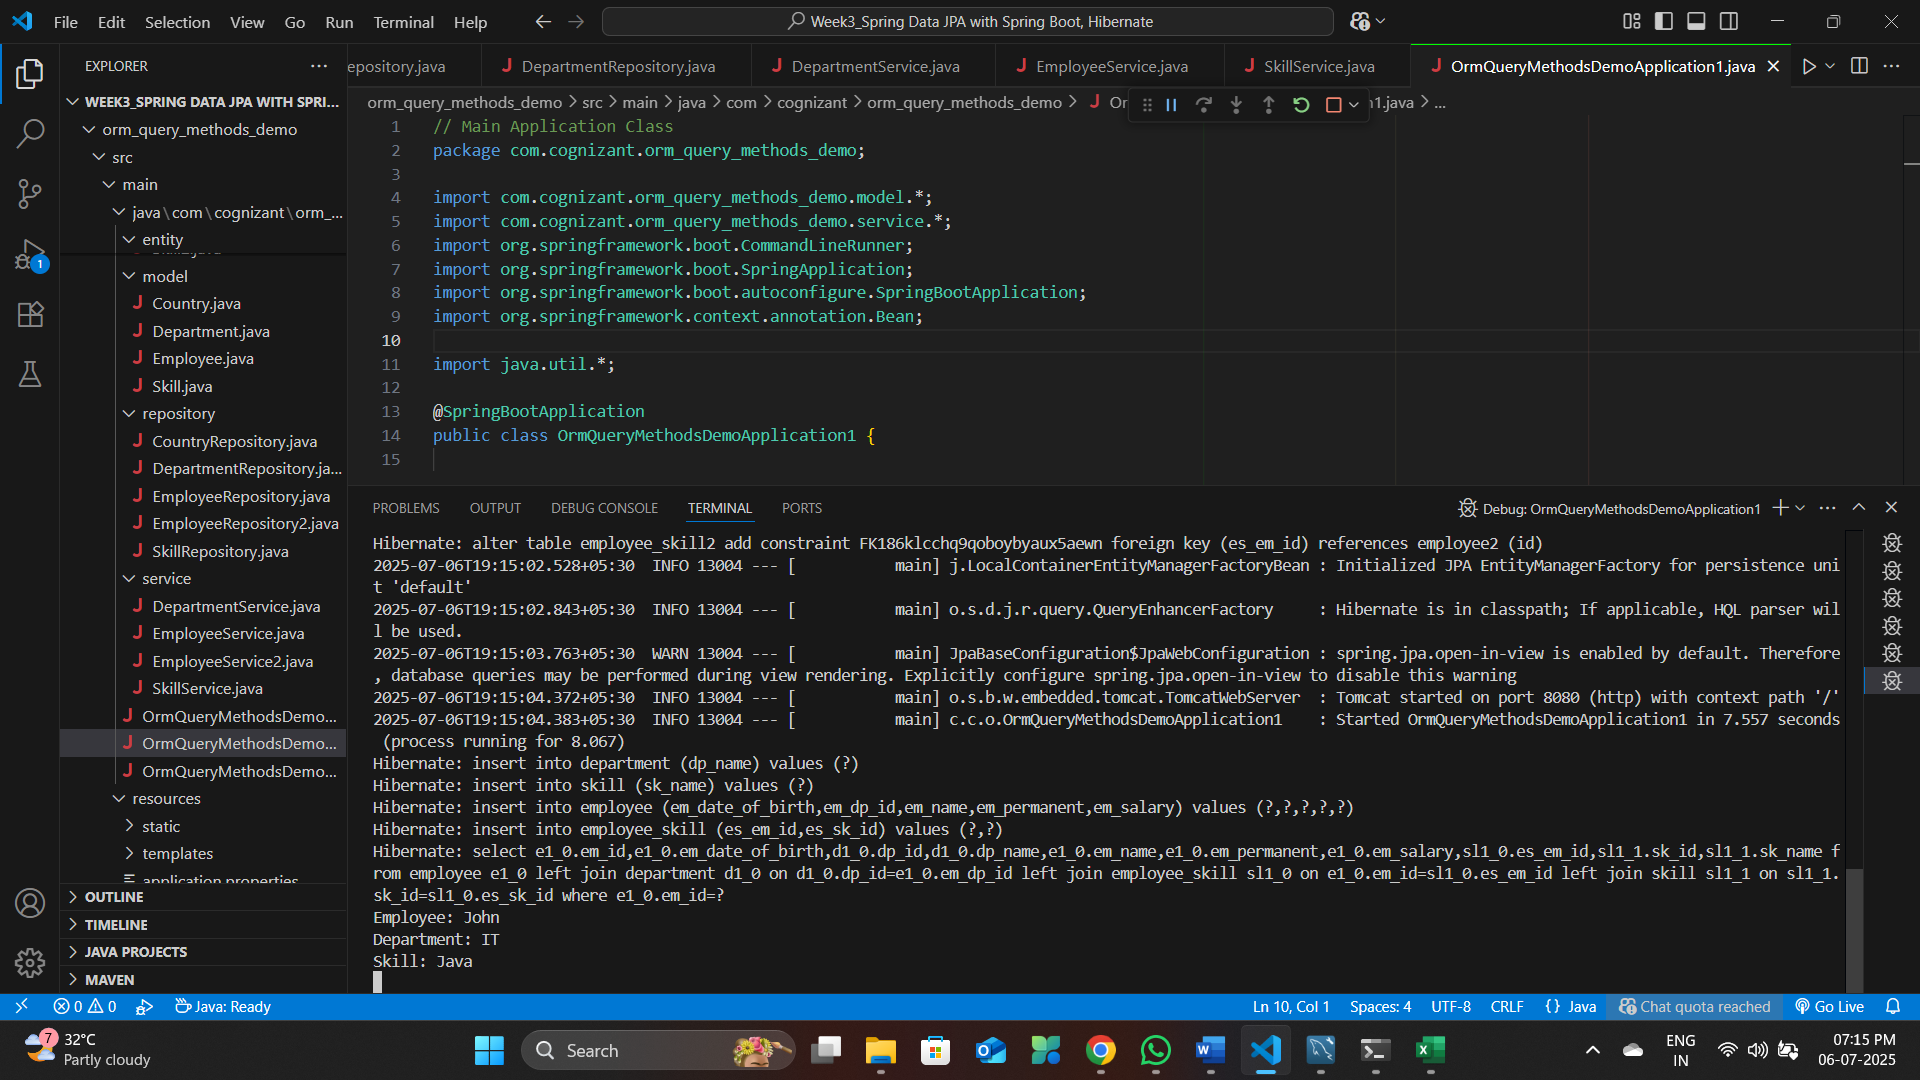 File Edit Selection View Go Run Terminal Help
Week3_Spring Data JPA with Spring Boot, Hibernate
EXPLORER
epository.java
DepartmentRepository.java
DepartmentService.java
EmployeeService.java
SkillService.java
OrmQueryMethodsDemoApplication1.java
WEEK3_SPRING DATA JPA WITH SPRI...
orm_query_methods_demo
src
main
java\com\cognizant\orm_...
entity
model
Country.java
Department.java
Employee.java
Skill.java
repository
CountryRepository.java
DepartmentRepository.ja...
EmployeeRepository.java
EmployeeRepository2.java
SkillRepository.java
service
DepartmentService.java
EmployeeService.java
EmployeeService2.java
SkillService.java
OrmQueryMethodsDemo...
OrmQueryMethodsDemo...
OrmQueryMethodsDemo...
resources
static
templates
application.properties
OUTLINE
TIMELINE
JAVA PROJECTS
MAVEN
orm_query_methods_demo > src > main > java > com > cognizant > orm_query_methods_demo > Or n1.java > ...
1 // Main Application Class
2 package com.cognizant.orm_query_methods_demo;
3
4 import com.cognizant.orm_query_methods_demo.model.*;
5 import com.cognizant.orm_query_methods_demo.service.*;
6 import org.springframework.boot.CommandLineRunner;
7 import org.springframework.boot.SpringApplication;
8 import org.springframework.boot.autoconfigure.SpringBootApplication;
9 import org.springframework.context.annotation.Bean;
10
11 import java.util.*;
12
13 @SpringBootApplication
14 public class OrmQueryMethodsDemoApplication1 {
15
PROBLEMS OUTPUT DEBUG CONSOLE TERMINAL PORTS
Debug: OrmQueryMethodsDemoApplication1
Hibernate: alter table employee_skill2 add constraint FK186klcchq9qoboybyaux5aewn foreign key (es_em_id) references employee2 (id)
2025-07-06T19:15:02.528+05:30  INFO 13004 --- [           main] j.LocalContainerEntityManagerFactoryBean : Initialized JPA EntityManagerFactory for persistence uni
t 'default'
2025-07-06T19:15:02.843+05:30  INFO 13004 --- [           main] o.s.d.j.r.query.QueryEnhancerFactory     : Hibernate is in classpath; If applicable, HQL parser wil
l be used.
2025-07-06T19:15:03.763+05:30  WARN 13004 --- [           main] JpaBaseConfiguration$JpaWebConfiguration : spring.jpa.open-in-view is enabled by default. Therefore
, database queries may be performed during view rendering. Explicitly configure spring.jpa.open-in-view to disable this warning
2025-07-06T19:15:04.372+05:30  INFO 13004 --- [           main] o.s.b.w.embedded.tomcat.TomcatWebServer  : Tomcat started on port 8080 (http) with context path '/'
2025-07-06T19:15:04.383+05:30  INFO 13004 --- [           main] c.c.o.OrmQueryMethodsDemoApplication1    : Started OrmQueryMethodsDemoApplication1 in 7.557 seconds
(process running for 8.067)
Hibernate: insert into department (dp_name) values (?)
Hibernate: insert into skill (sk_name) values (?)
Hibernate: insert into employee (em_date_of_birth,em_dp_id,em_name,em_permanent,em_salary) values (?,?,?,?,?)
Hibernate: insert into employee_skill (es_em_id,es_sk_id) values (?,?)
Hibernate: select e1_0.em_id,e1_0.em_date_of_birth,d1_0.dp_id,d1_0.dp_name,e1_0.em_name,e1_0.em_permanent,e1_0.em_salary,sl1_0.es_em_id,sl1_1.sk_id,sl1_1.sk_name f
rom employee e1_0 left join department d1_0 on d1_0.dp_id=e1_0.em_dp_id left join employee_skill sl1_0 on e1_0.em_id=sl1_0.es_em_id left join skill sl1_1 on sl1_1.
sk_id=sl1_0.es_sk_id where e1_0.em_id=?
Employee: John
Department: IT
Skill: Java
0 0 Java: Ready
Ln 10, Col 1 Spaces: 4 UTF-8 CRLF {} Java Chat quota reached Go Live
7 32°C
Partly cloudy
Search
ENG
IN
07:15 PM
06-07-2025